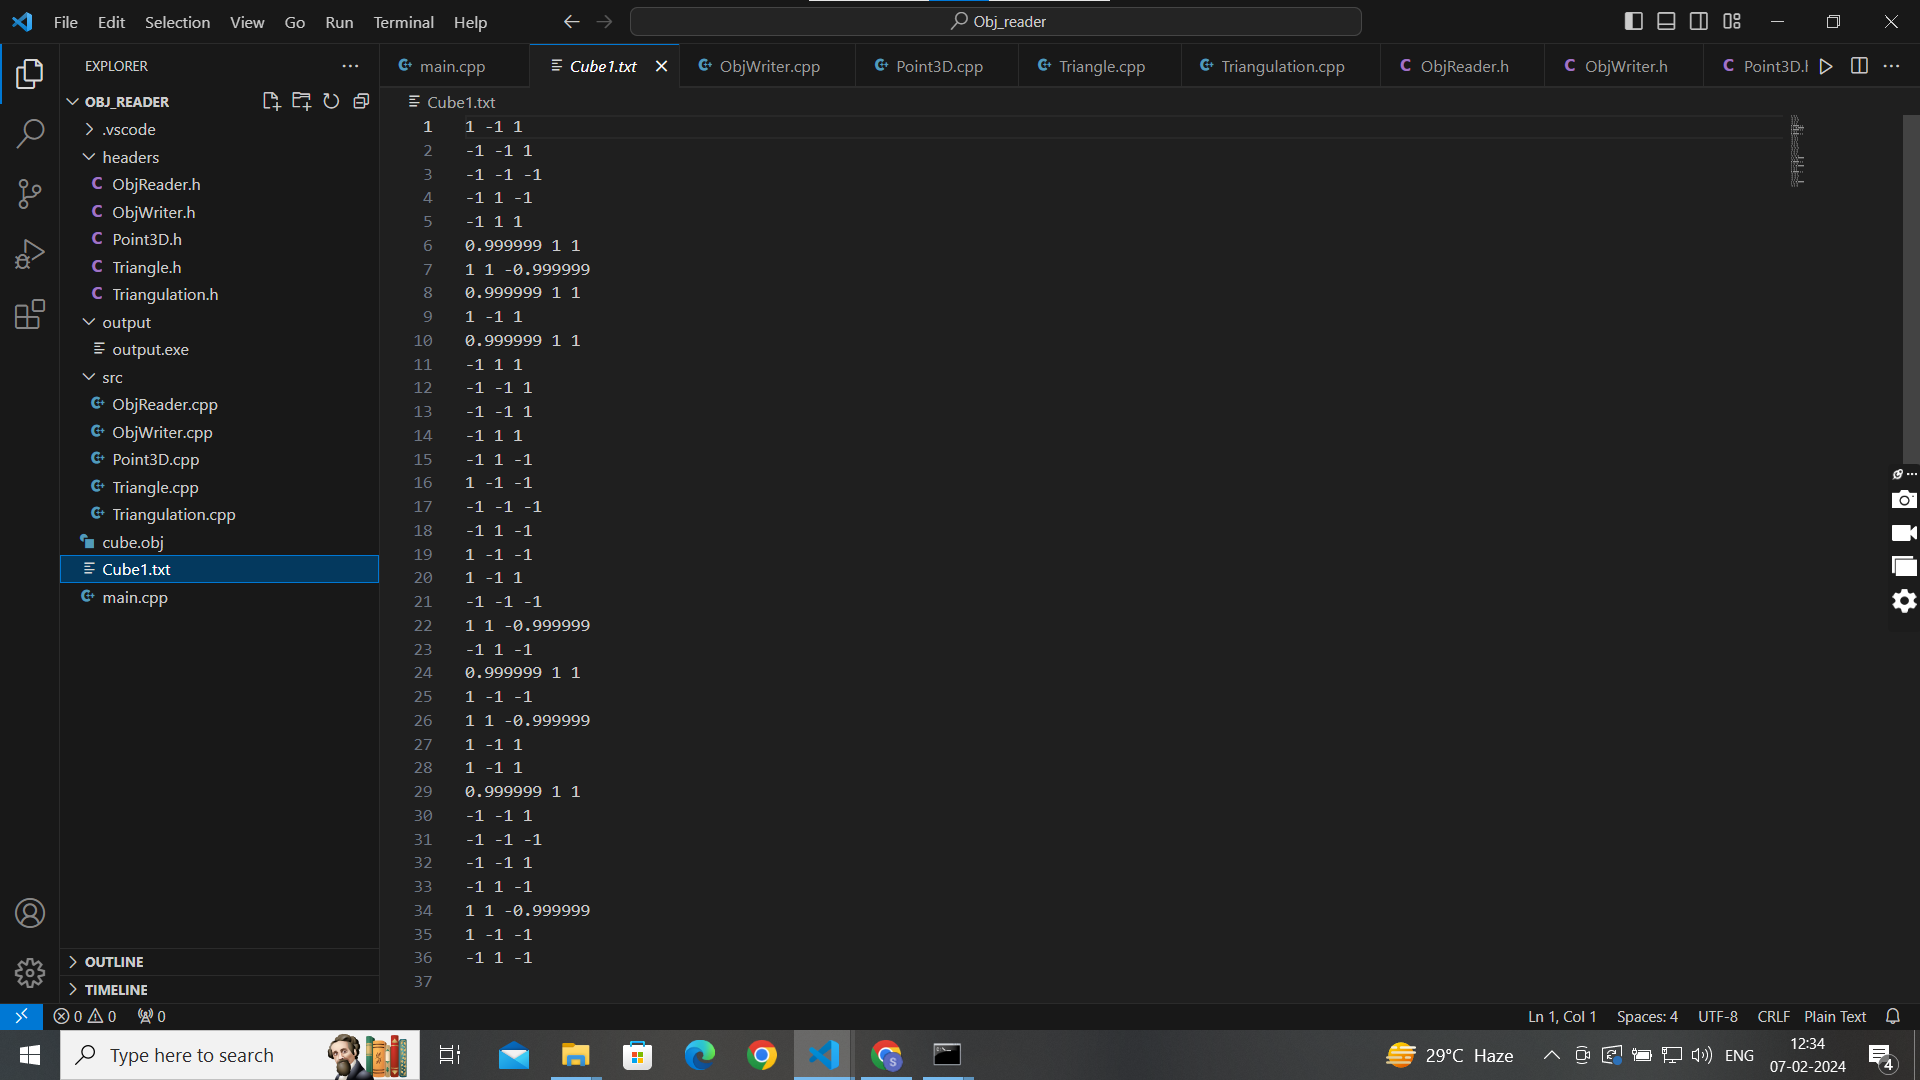 File Edit Selection View Go Run Terminal Help
Obj_reader
EXPLORER
main.cpp
Cube1.txt
ObjWriter.cpp
Point3D.cpp
Triangle.cpp
Triangulation.cpp
ObjReader.h
ObjWriter.h
Point3D.h
OBJ_READER
.vscode
headers
ObjReader.h
ObjWriter.h
Point3D.h
Triangle.h
Triangulation.h
output
output.exe
src
ObjReader.cpp
ObjWriter.cpp
Point3D.cpp
Triangle.cpp
Triangulation.cpp
cube.obj
Cube1.txt
main.cpp
OUTLINE
TIMELINE
Cube1.txt
1 1 -1 1
2 -1 -1 1
3 -1 -1 -1
4 -1 1 -1
5 -1 1 1
6 0.999999 1 1
7 1 1 -0.999999
8 0.999999 1 1
9 1 -1 1
10 0.999999 1 1
11 -1 1 1
12 -1 -1 1
13 -1 -1 1
14 -1 1 1
15 -1 1 -1
16 1 -1 -1
17 -1 -1 -1
18 -1 1 -1
19 1 -1 -1
20 1 -1 1
21 -1 -1 -1
22 1 1 -0.999999
23 -1 1 -1
24 0.999999 1 1
25 1 -1 -1
26 1 1 -0.999999
27 1 -1 1
28 1 -1 1
29 0.999999 1 1
30 -1 -1 1
31 -1 -1 -1
32 -1 -1 1
33 -1 1 -1
34 1 1 -0.999999
35 1 -1 -1
36 -1 1 -1
37
0 0 0
Ln 1, Col 1 Spaces: 4 UTF-8 CRLF Plain Text
Type here to search
S
29°C Haze
ENG
12:34
07-02-2024
4